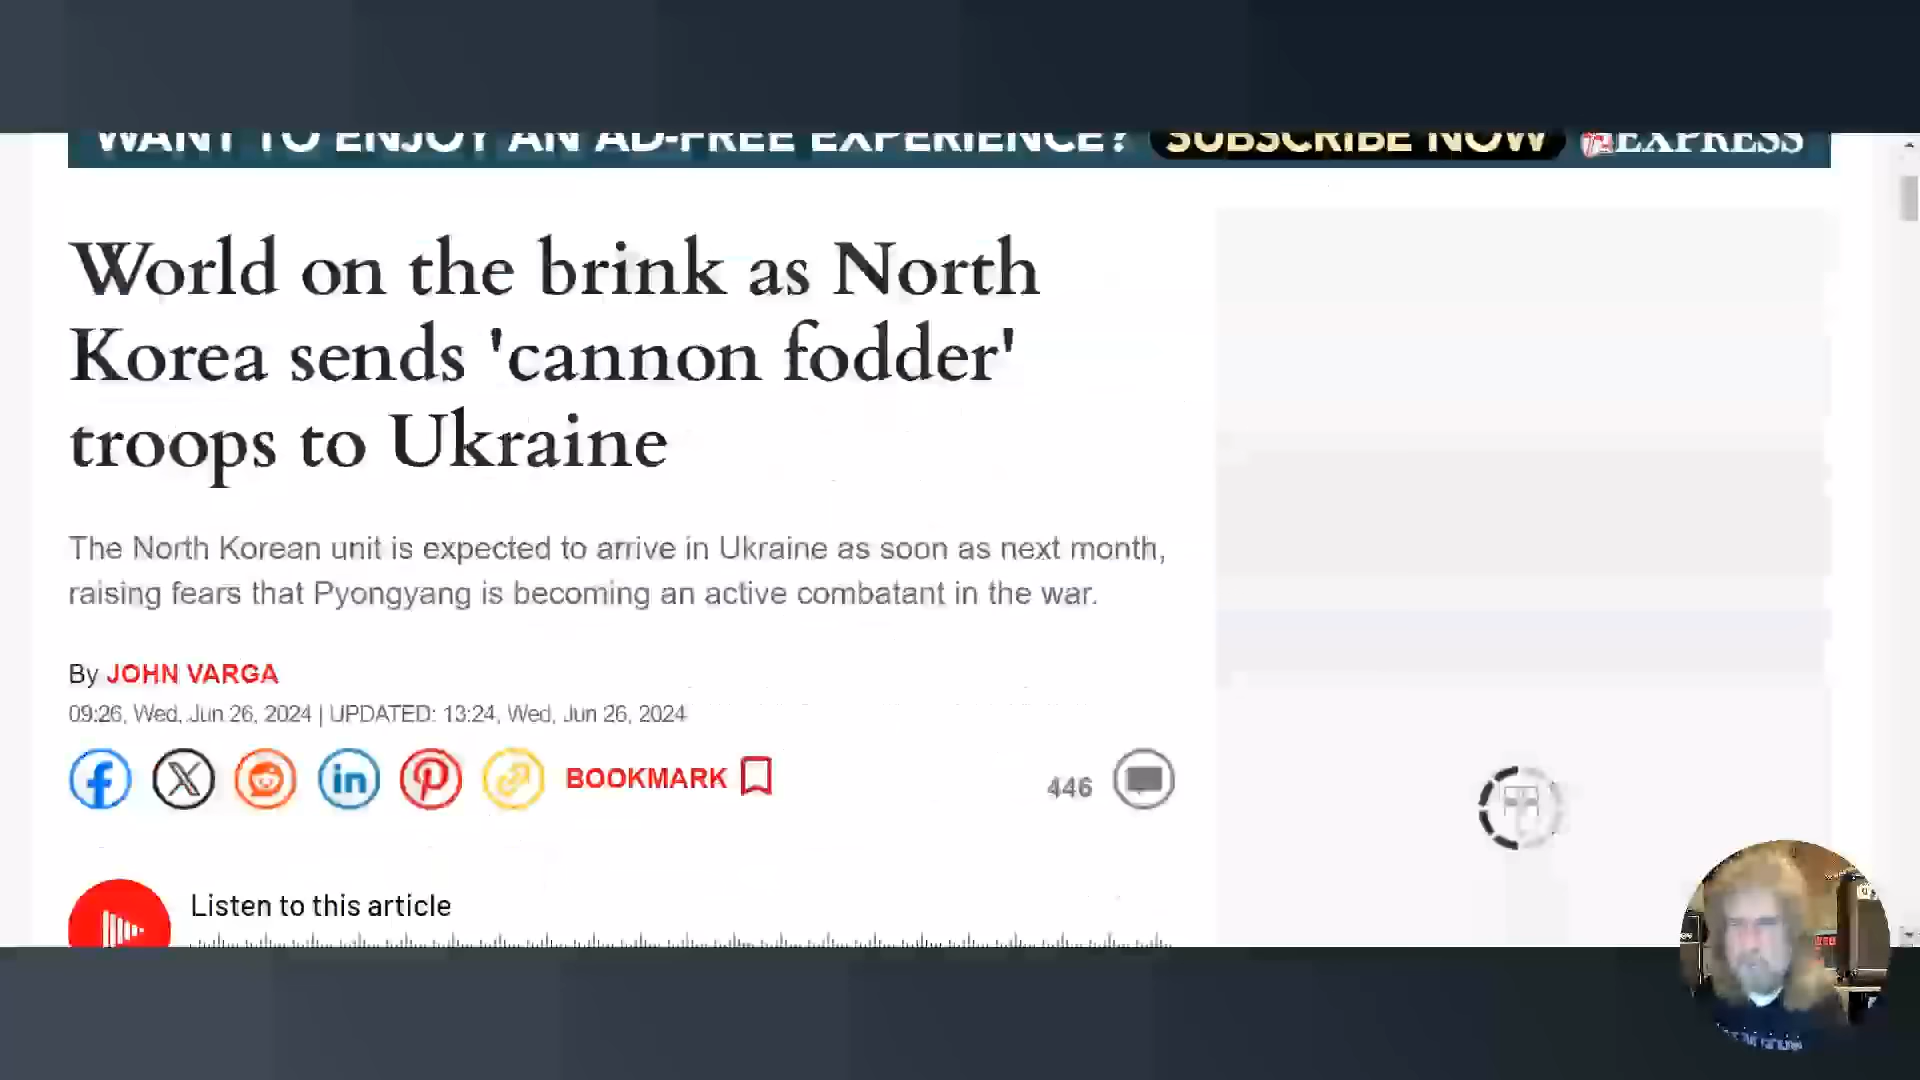 WANT TO ENJOY AN AD-FREE EXPERIENCE? SUBSCRIBE NOW EXPRESS
World on the brink as North
Korea sends 'cannon fodder'
troops to Ukraine
The North Korean unit is expected to arrive in Ukraine as soon as next month,
raising fears that Pyongyang is becoming an active combatant in the war.
By JOHN VARGA
09:26, Wed, Jun 26, 2024 | UPDATED: 13:24, Wed, Jun 26, 2024
BOOKMARK 446
Listen to this article